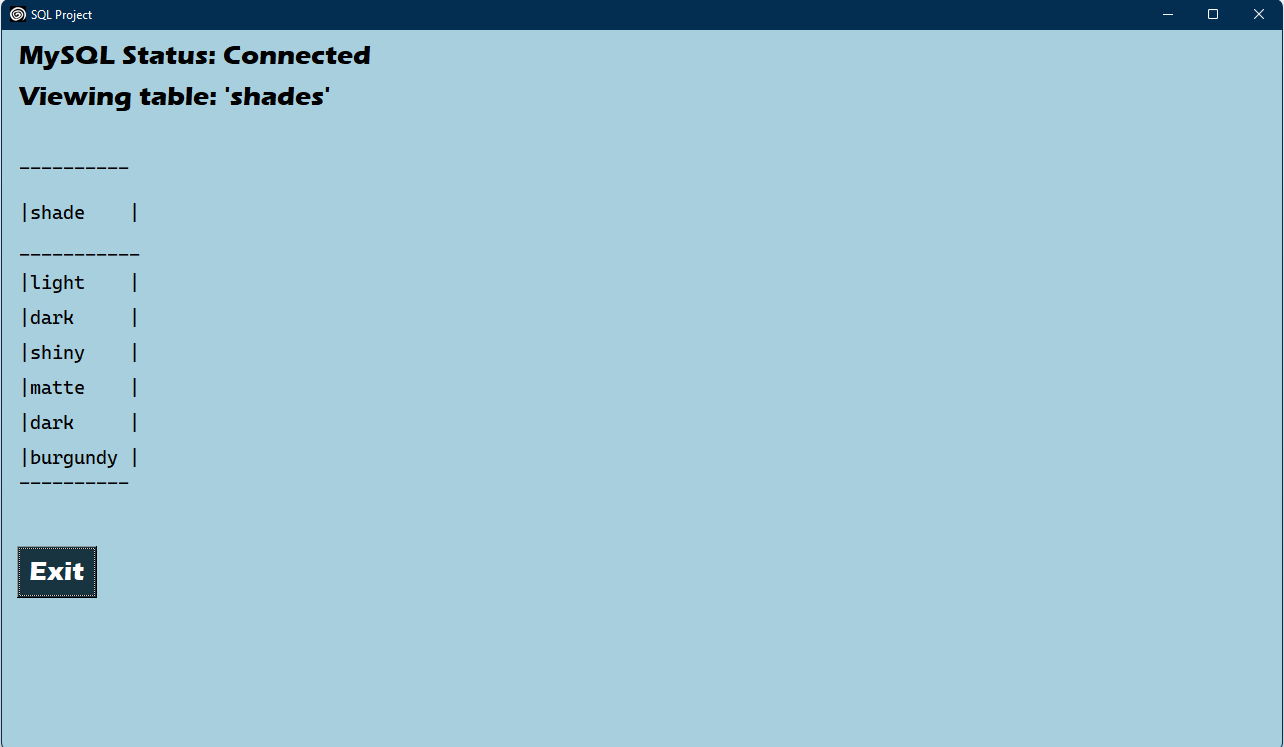 SQL Project
MySQL Status: Connected
Viewing table: 'shades'
----------
|shade    |
-----------
|light    |
|dark     |
|shiny    |
|matte    |
|dark     |
|burgundy |
----------
Exit